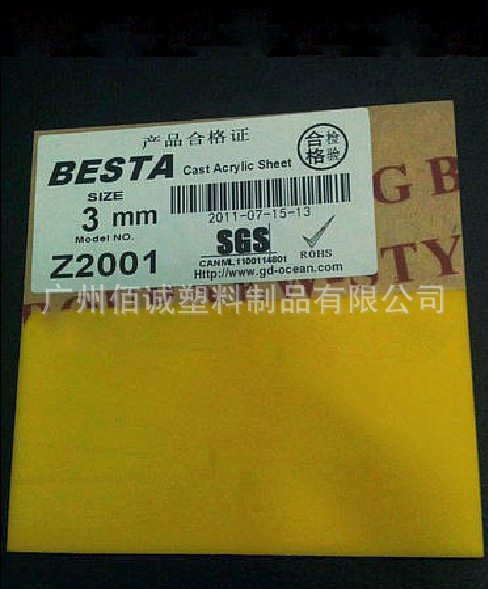 产品合格证
合格
检验
BESTA Cast Acrylic Sheet
SIZE
3 mm
2011-07-15-13
Model NO.
Z2001
SGS
ROHS
CANML1100114801
Http://www.gd-ocean.com
G B
TY
广州佰诚塑料制品有限公司